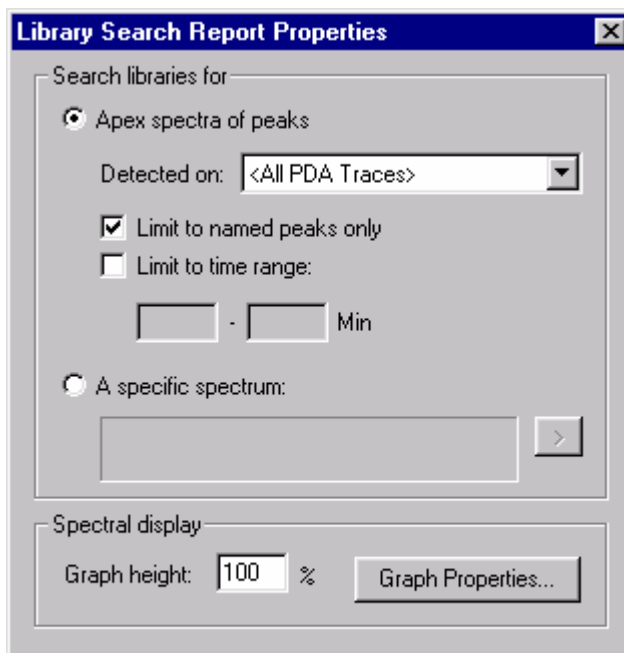 Library Search Report Properties
Search libraries for
Apex spectra of peaks
Detected on: <All PDA Traces>
Limit to named peaks only
Limit to time range:
- Min
A specific spectrum:
>
Spectral display
Graph height: 100 % Graph Properties...